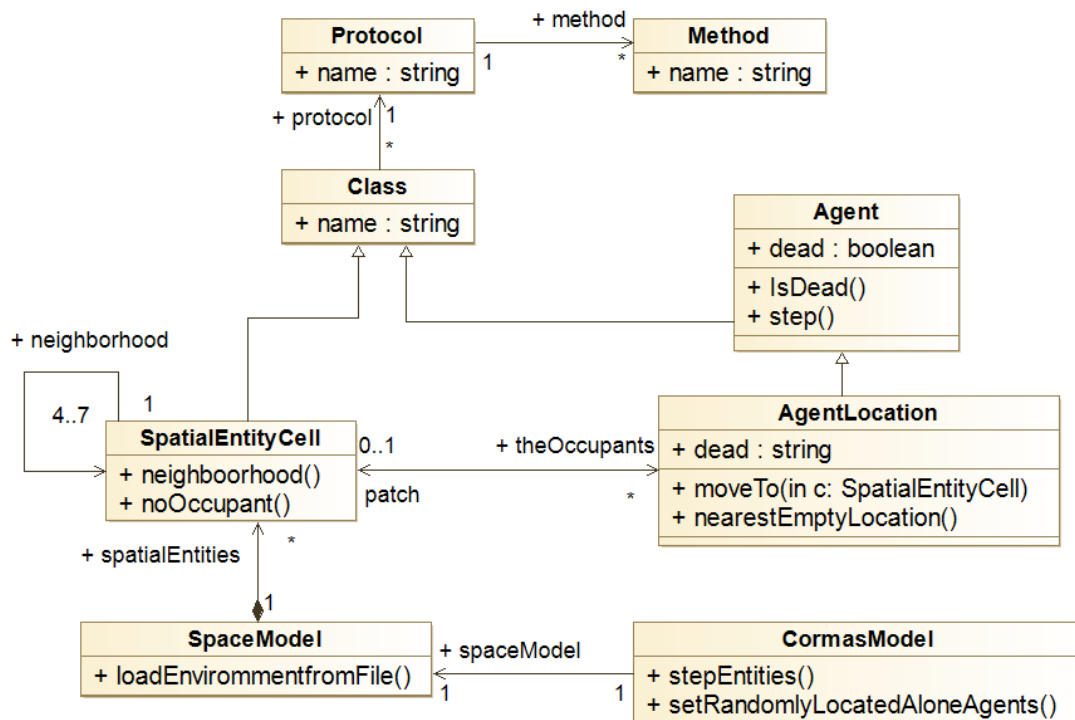 + method
Protocol
+ name : string
1
*
Method
+ name : string
+ protocol
1
*
Class
+ name : string
Agent
+ dead : boolean
+ IsDead()
+ step()
+ neighborhood
4..7
1
SpatialEntityCell
+ neighboorhood()
+ noOccupant()
0..1
patch
+ theOccupants
*
AgentLocation
+ dead : string
+ moveTo(in c: SpatialEntityCell)
+ nearestEmptyLocation()
+ spatialEntities
*
1
SpaceModel
+ loadEnvirommentfromFile()
+ spaceModel
1
1
CormasModel
+ stepEntities()
+ setRandomlyLocatedAloneAgents()